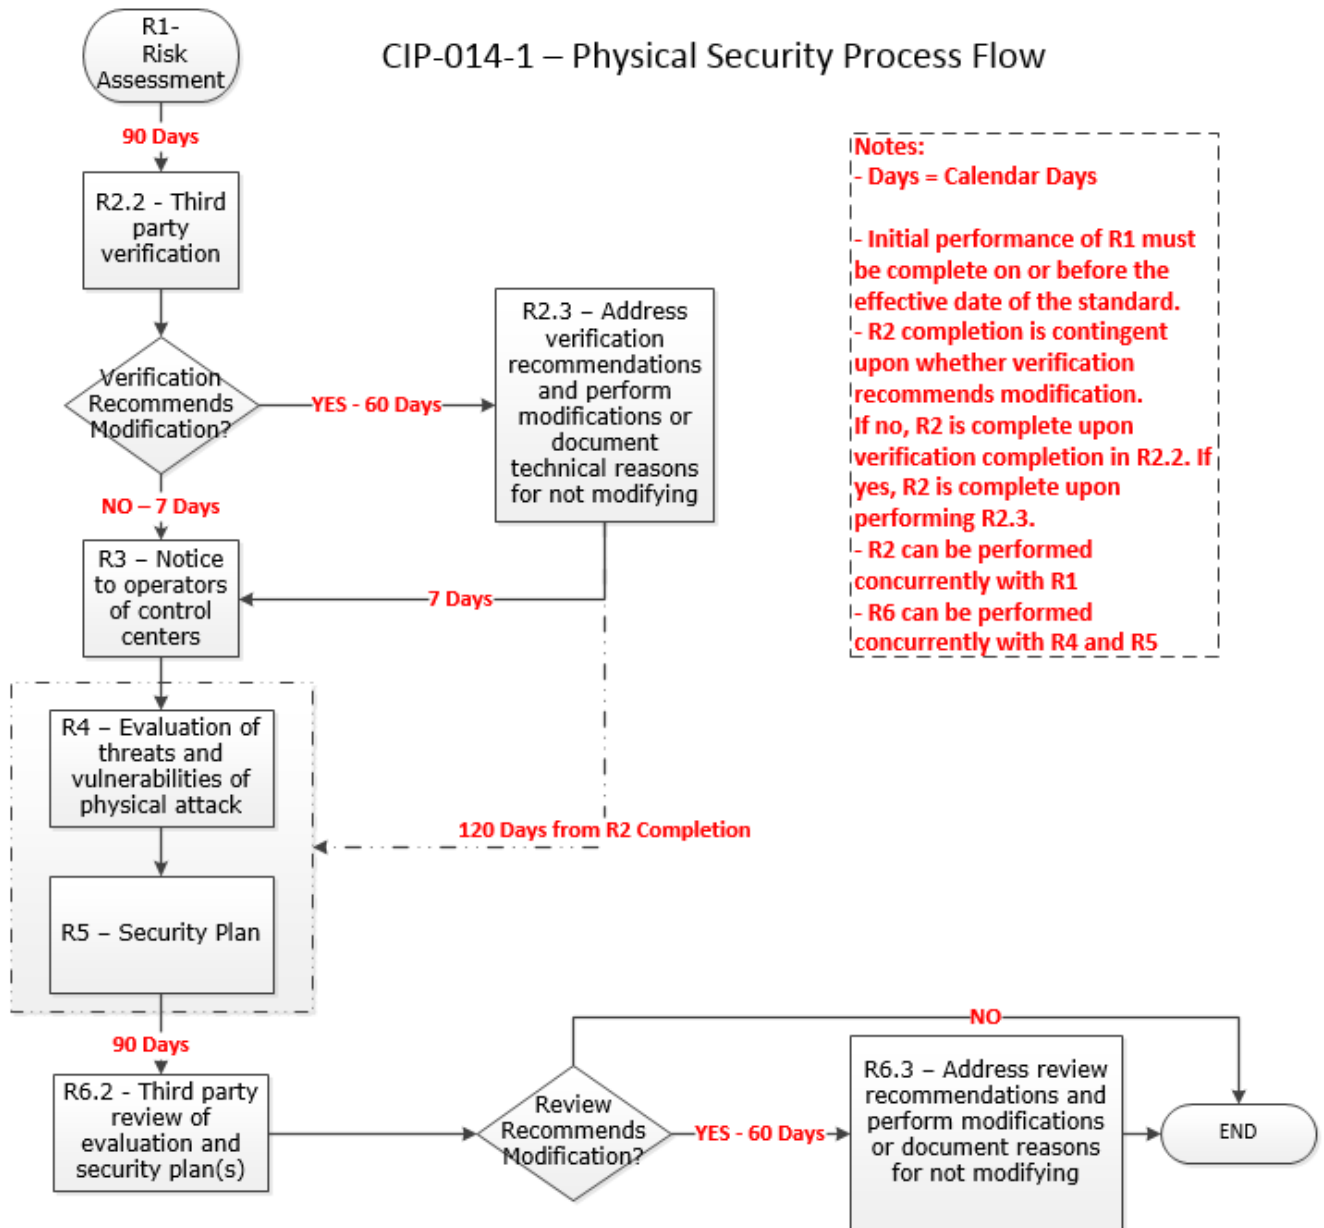 R1-
Risk
Assessment
CIP-014-1 – Physical Security Process Flow
90 Days
R2.2 - Third
party
verification
Verification
Recommends
Modification?
YES - 60 Days
R2.3 – Address
verification
recommendations
and perform
modifications or
document
technical reasons
for not modifying
NO – 7 Days
R3 – Notice
to operators
of control
centers
7 Days
Notes:
- Days = Calendar Days
- Initial performance of R1 must
be complete on or before the
effective date of the standard.
- R2 completion is contingent
upon whether verification
recommends modification.
If no, R2 is complete upon
verification completion in R2.2. If
yes, R2 is complete upon
performing R2.3.
- R2 can be performed
concurrently with R1
- R6 can be performed
concurrently with R4 and R5
R4 – Evaluation of
threats and
vulnerabilities of
physical attack
120 Days from R2 Completion
R5 – Security Plan
90 Days
R6.2 - Third party
review of
evaluation and
security plan(s)
Review
Recommends
Modification?
NO
YES - 60 Days
R6.3 – Address review
recommendations and
perform modifications
or document reasons
for not modifying
END